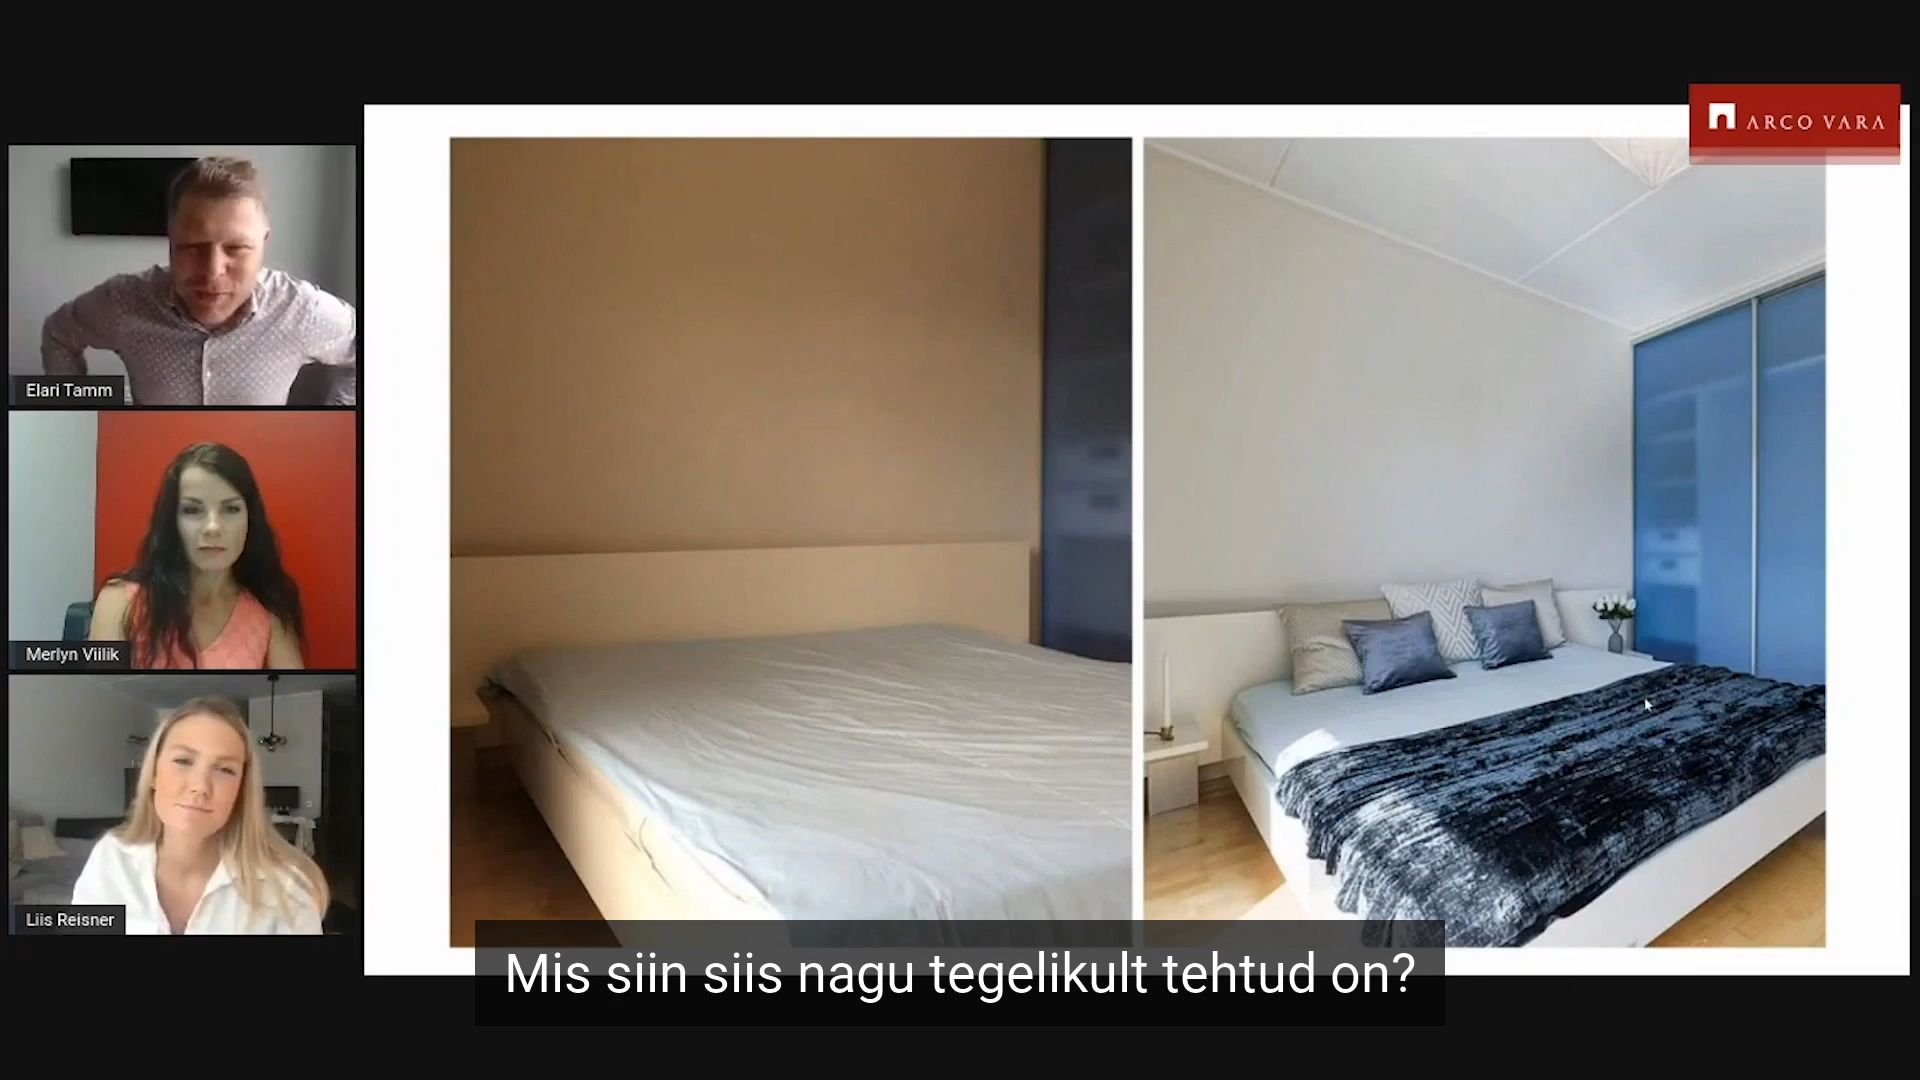 ARCO VARA
Elari Tamm
Merlyn Viilik
Liis Reisner
Mis siin siis nagu tegelikult tehtud on?